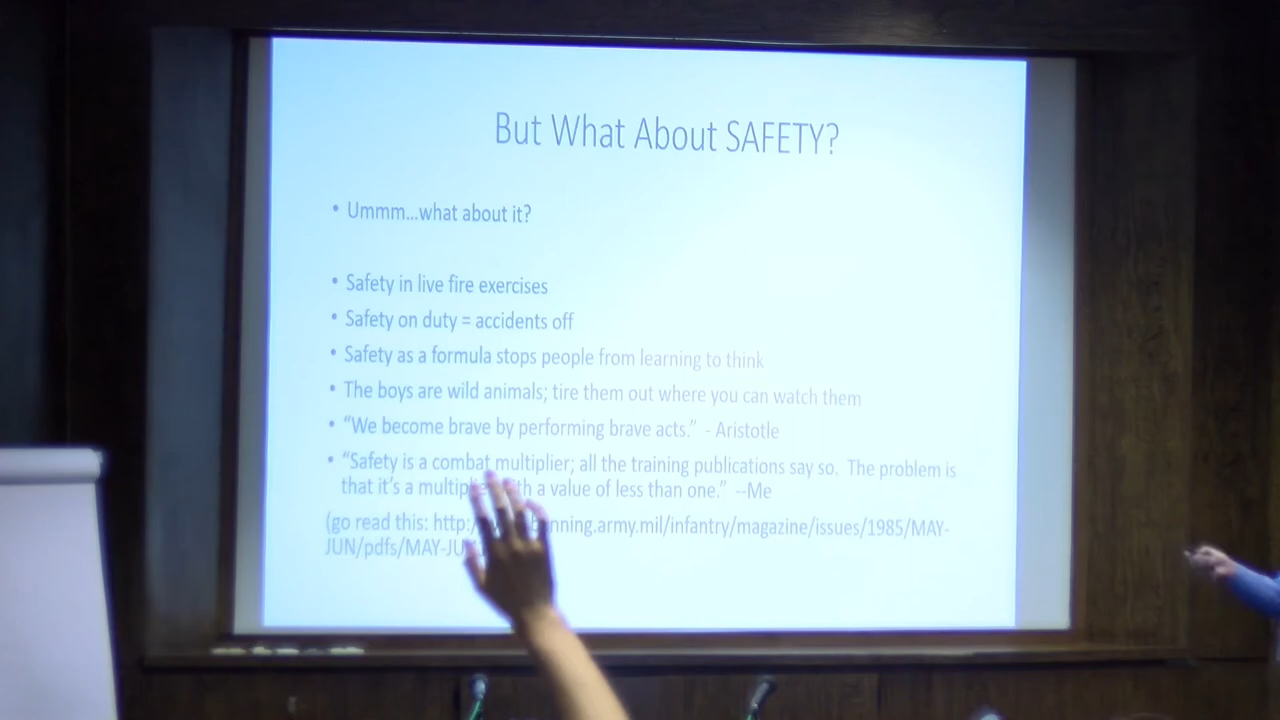 But What About SAFETY?
• Ummm...what about it?
• Safety in live fire exercises
• Safety on duty = accidents off
• Safety as a formula stops people from learning to think
• The boys are wild animals; tire them out where you can watch them
• “We become brave by performing brave acts.” - Aristotle
• “Safety is a combat multiplier; all the training publications say so. The problem is
that it’s a a value of less than one.” --Me
(go read this: http:/ nning.army.mil/infantry/magazine/issues/1985/MAY-
JUN/pdfs/MAY-JU